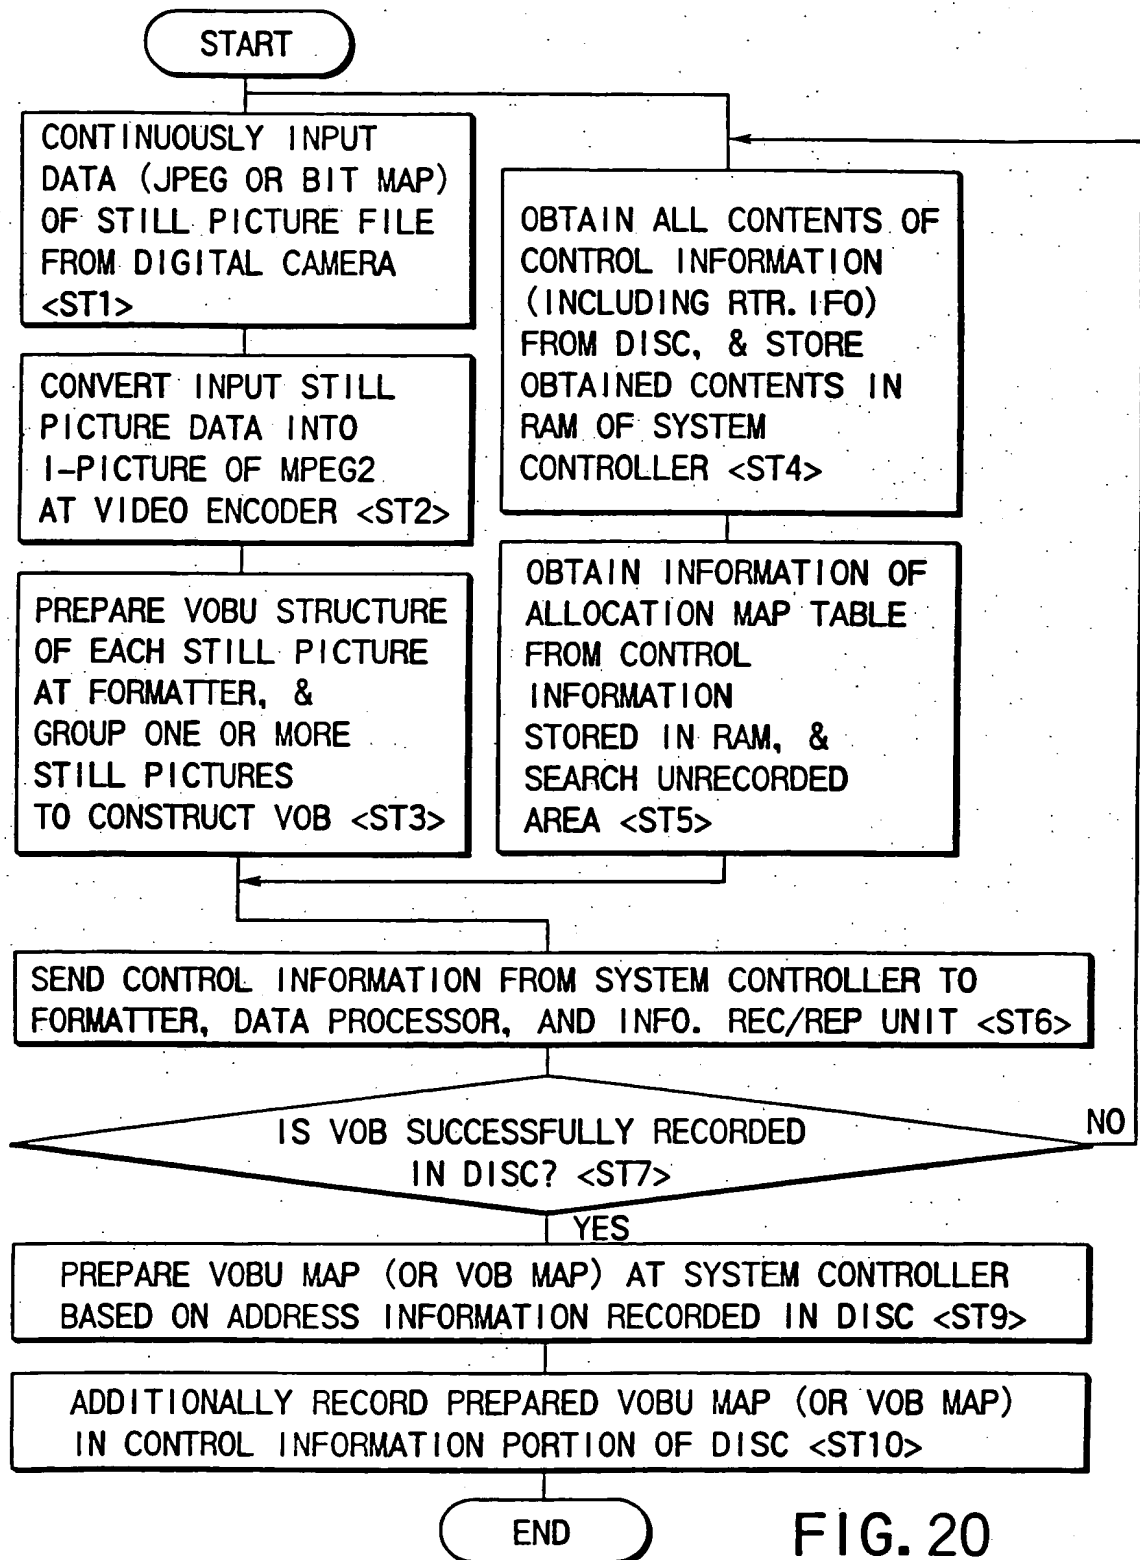 START
CONTINUOUSLY INPUT
DATA (JPEG OR BIT MAP)
OF STILL PICTURE FILE
FROM DIGITAL CAMERA
<ST1>
CONVERT INPUT STILL
PICTURE DATA INTO
I-PICTURE OF MPEG2
AT VIDEO ENCODER <ST2>
PREPARE VOBU STRUCTURE
OF EACH STILL PICTURE
AT FORMATTER, &
GROUP ONE OR MORE
STILL PICTURES
TO CONSTRUCT VOB <ST3>
OBTAIN ALL CONTENTS OF
CONTROL INFORMATION
(INCLUDING RTR. IFO)
FROM DISC, & STORE
OBTAINED CONTENTS IN
RAM OF SYSTEM
CONTROLLER <ST4>
OBTAIN INFORMATION OF
ALLOCATION MAP TABLE
FROM CONTROL
INFORMATION
STORED IN RAM, &
SEARCH UNRECORDED
AREA <ST5>
SEND CONTROL INFORMATION FROM SYSTEM CONTROLLER TO
FORMATTER, DATA PROCESSOR, AND INFO. REC/REP UNIT <ST6>
IS VOB SUCCESSFULLY RECORDED
IN DISC? <ST7>
NO
YES
PREPARE VOBU MAP (OR VOB MAP) AT SYSTEM CONTROLLER
BASED ON ADDRESS INFORMATION RECORDED IN DISC <ST9>
ADDITIONALLY RECORD PREPARED VOBU MAP (OR VOB MAP)
IN CONTROL INFORMATION PORTION OF DISC <ST10>
END
FIG. 20